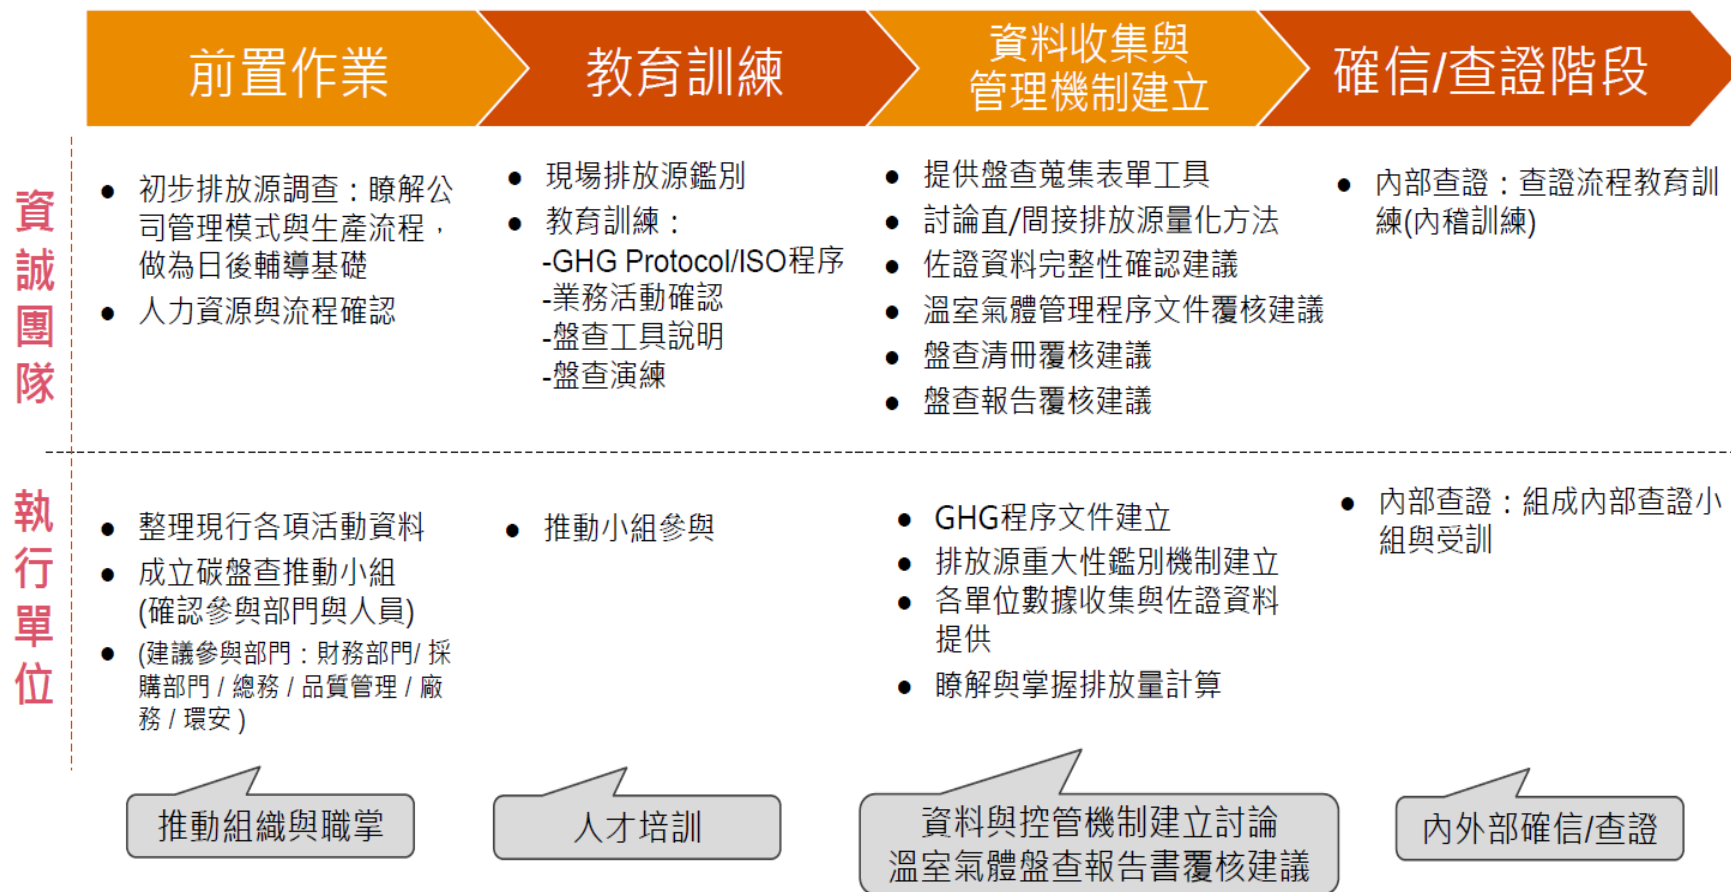 前置作業
教育訓練
資料收集與
管理機制建立
確信/查證階段
資誠團隊
● 初步排放源調查：瞭解公
司管理模式與生產流程，
做為日後輔導基礎
● 人力資源與流程確認
● 現場排放源鑑別
● 教育訓練：
-GHG Protocol/ISO程序
-業務活動確認
-盤查工具說明
-盤查演練
● 提供盤查蒐集表單工具
● 討論直/間接排放源量化方法
● 佐證資料完整性確認建議
● 溫室氣體管理程序文件覆核建議
● 盤查清冊覆核建議
● 盤查報告覆核建議
● 內部查證：查證流程教育訓
練(內稽訓練)
執行單位
● 整理現行各項活動資料
● 成立碳盤查推動小組
(確認參與部門與人員)
● (建議參與部門：財務部門/ 採
購部門 / 總務 / 品質管理 / 廠
務 / 環安 )
● 推動小組參與
● GHG程序文件建立
● 排放源重大性鑑別機制建立
● 各單位數據收集與佐證資料
提供
● 瞭解與掌握排放量計算
● 內部查證：組成內部查證小
組與受訓
推動組織與職掌
人才培訓
資料與控管機制建立討論
溫室氣體盤查報告書覆核建議
內外部確信/查證